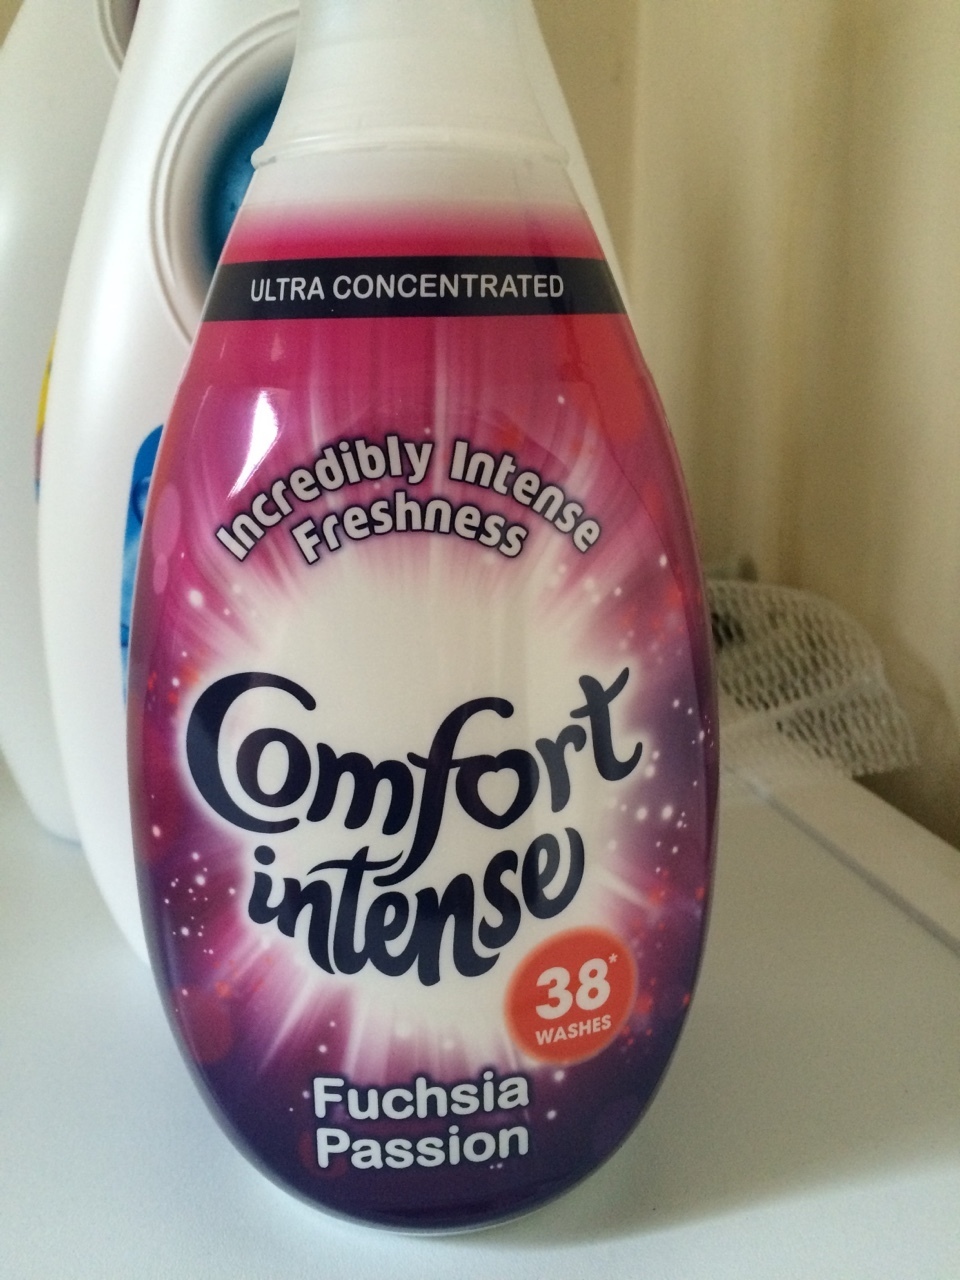 ULTRA CONCENTRATED
Incredibly Intense
Freshness
Comfort
intense
38*
WASHES
Fuchsia
Passion